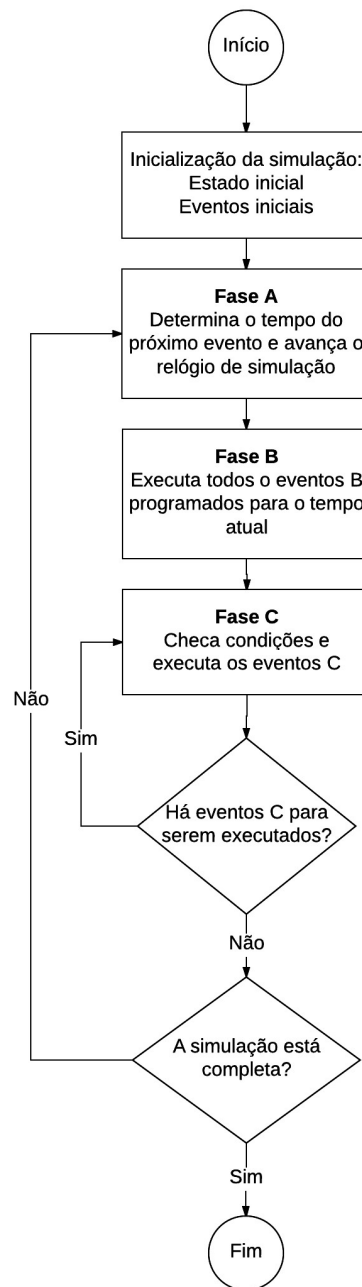 Início
Inicialização da simulação:
Estado inicial
Eventos iniciais
Fase A
Determina o tempo do
próximo evento e avança o
relógio de simulação
Fase B
Executa todos o eventos B
programados para o tempo
atual
Fase C
Checa condições e
executa os eventos C
Não
Sim
Há eventos C para
serem executados?
Não
A simulação está
completa?
Sim
Fim